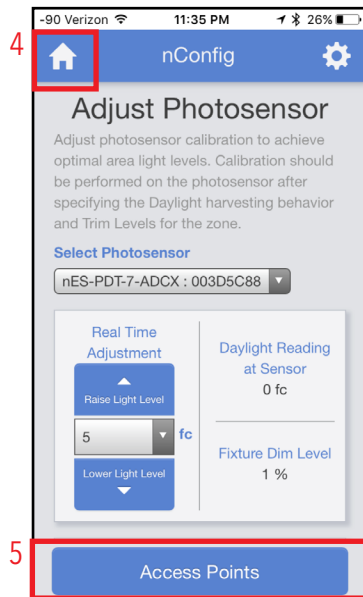 -90 Verizon 11:35 PM 26%
4
nConfig
Adjust Photosensor
Adjust photosensor calibration to achieve
optimal area light levels. Calibration should
be performed on the photosensor after
specifying the Daylight harvesting behavior
and Trim Levels for the zone.
Select Photosensor
nES-PDT-7-ADCX : 003D5C88
Real Time
Adjustment
Raise Light Level
5 fc
Lower Light Level
Daylight Reading
at Sensor
0 fc
Fixture Dim Level
1 %
5
Access Points